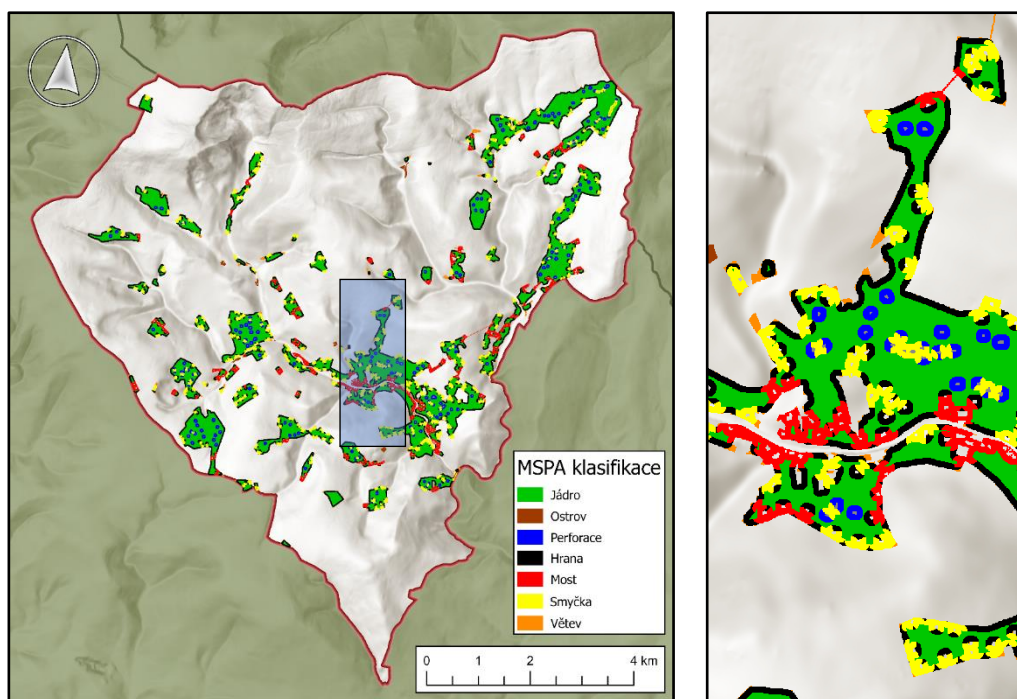 MSPA klasifikace
Jádro
Ostrov
Perforace
Hrana
Most
Smyčka
Větev
0 1 2 4 km